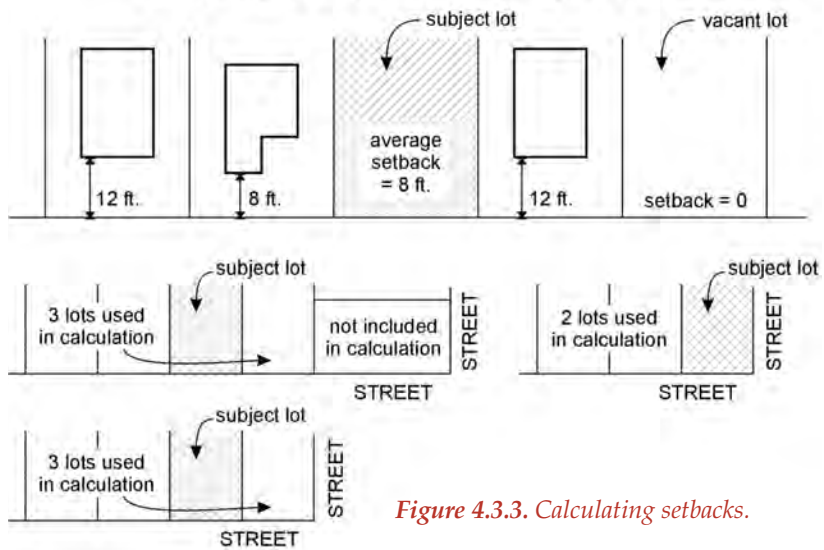 subject lot
vacant lot
average
setback
= 8 ft.
12 ft.
8 ft.
12 ft.
setback = 0
subject lot
3 lots used
in calculation
not included
in calculation
STREET
STREET
subject lot
2 lots used
in calculation
STREET
STREET
subject lot
3 lots used
in calculation
STREET
STREET
Figure 4.3.3. Calculating setbacks.